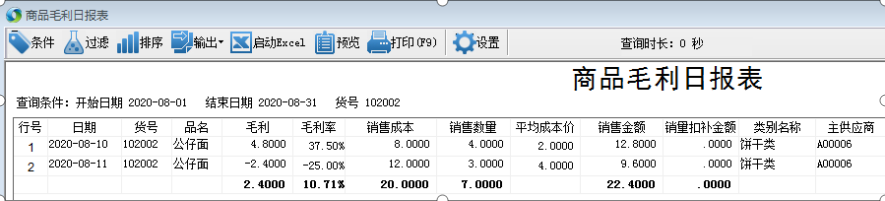 商品毛利日报表
条件 过滤 排序 输出 启动Excel 预览 打印(F9) 设置 查询时长: 0 秒
商品毛利日报表
查询条件: 开始日期 2020-08-01 结束日期 2020-08-31 货号 102002
行号 日期 货号 品名 毛利 毛利率 销售成本 销售数量 平均成本价 销售金额 销里扣补金额 类别名称 主供应商
1 2020-08-10 102002 公仔面 4.8000 37.50% 8.0000 4.0000 2.0000 12.8000 .0000 饼干类 A00006
2 2020-08-11 102002 公仔面 -2.4000 -25.00% 12.0000 3.0000 4.0000 9.6000 .0000 饼干类 A00006
2.4000 10.71% 20.0000 7.0000 22.4000 .0000